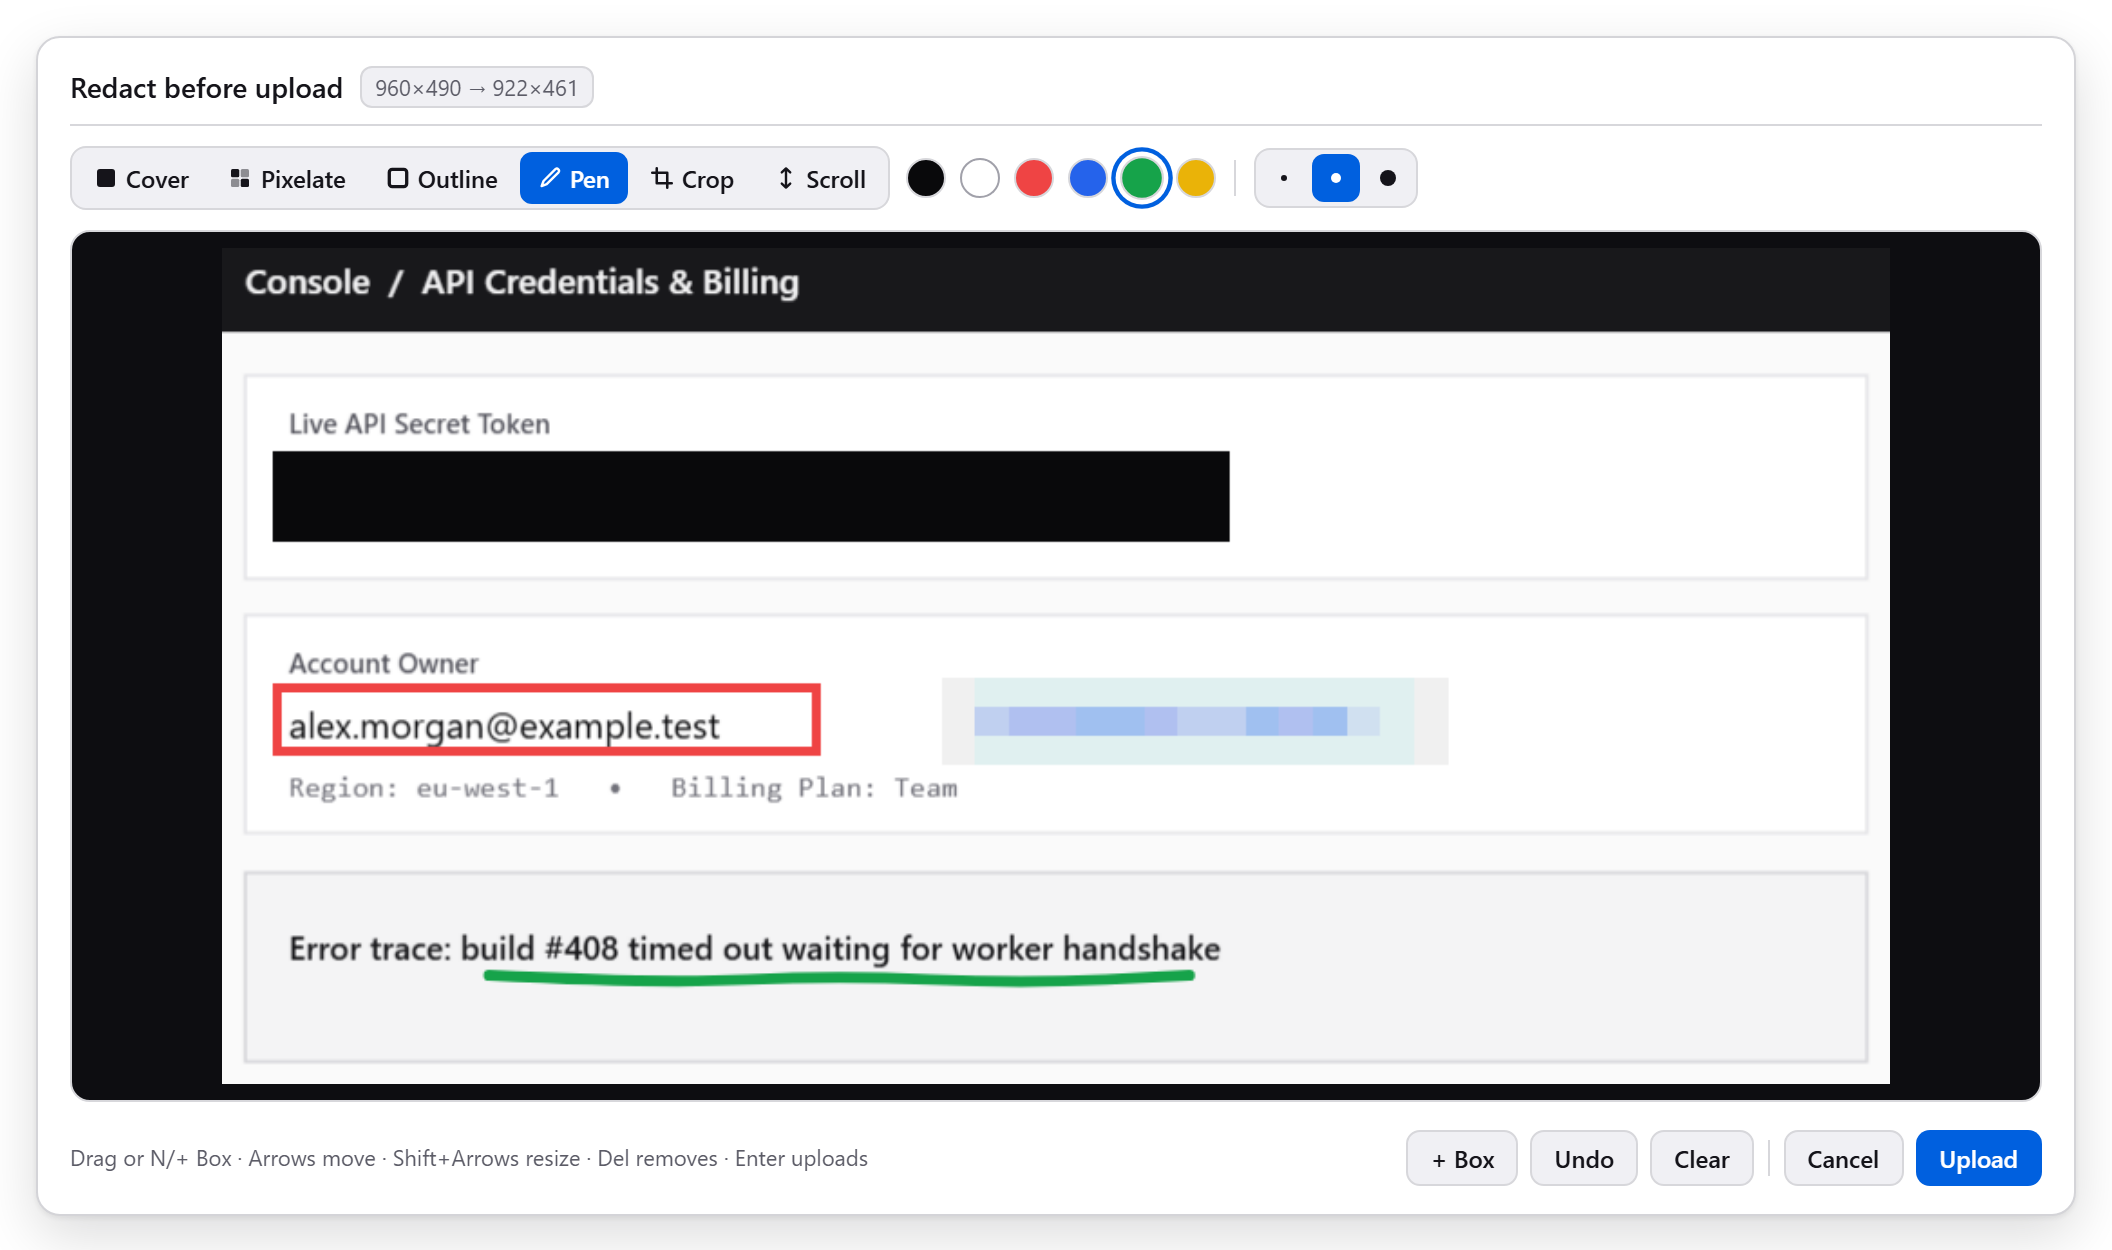 Redact before upload 960×490 → 922×461
Cover Pixelate Outline Pen Crop Scroll
Console / API Credentials & Billing
Live API Secret Token
Account Owner
alex.morgan@example.test
Region: eu-west-1 • Billing Plan: Team
Error trace: build #408 timed out waiting for worker handshake
Drag or N/+ Box · Arrows move · Shift+Arrows resize · Del removes · Enter uploads
+ Box Undo Clear Cancel Upload